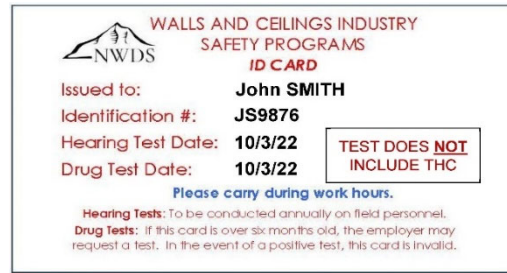 WALLS AND CEILINGS INDUSTRY
SAFETY PROGRAMS
ID CARD
NWDS
Issued to: John SMITH
Identification #: JS9876
Hearing Test Date: 10/3/22
Drug Test Date: 10/3/22
TEST DOES NOT
INCLUDE THC
Please carry during work hours.
Hearing Tests: To be conducted annually on field personnel.
Drug Tests: If this card is over six months old, the employer may
request a test. In the event of a positive test, this card is invalid.